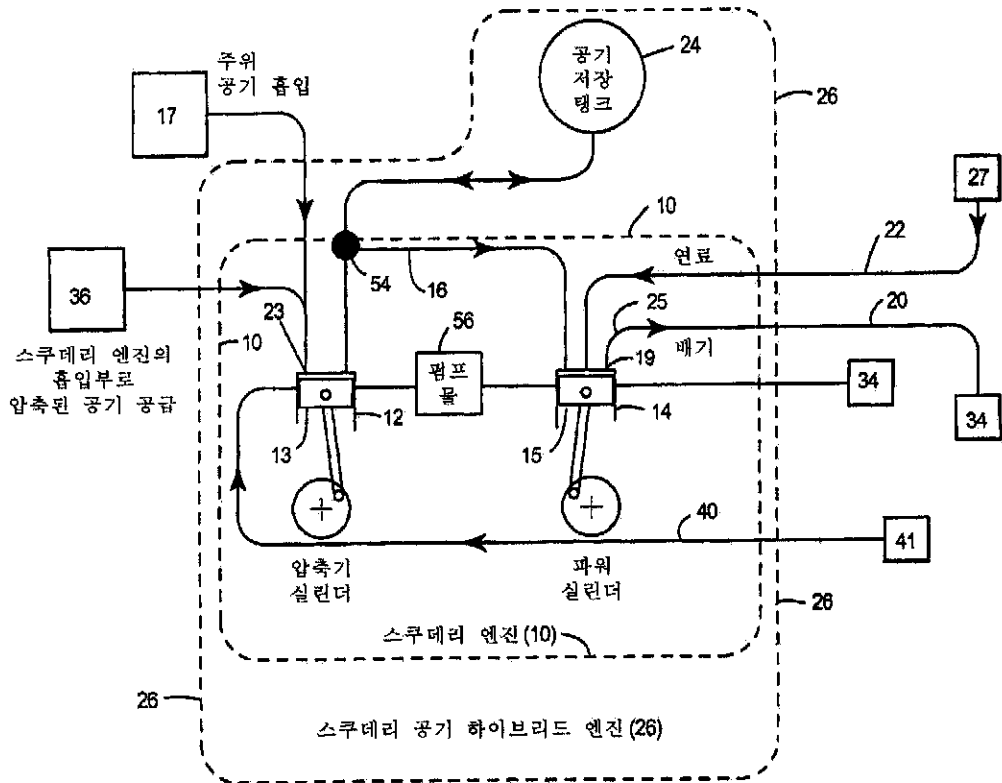 공기
저장
탱크
24
26
주위
공기 흡입
17
27
10
22
연료
54
16
36
23
10
56
25
20
19
배기
스쿠데리 엔진의
흡입부로
압축된 공기 공급
펌프
물
12
14
34
34
13
15
40
41
압축기
실린더
파워
실린더
26
스쿠데리 엔진(10)
26
스쿠데리 공기 하이브리드 엔진(26)